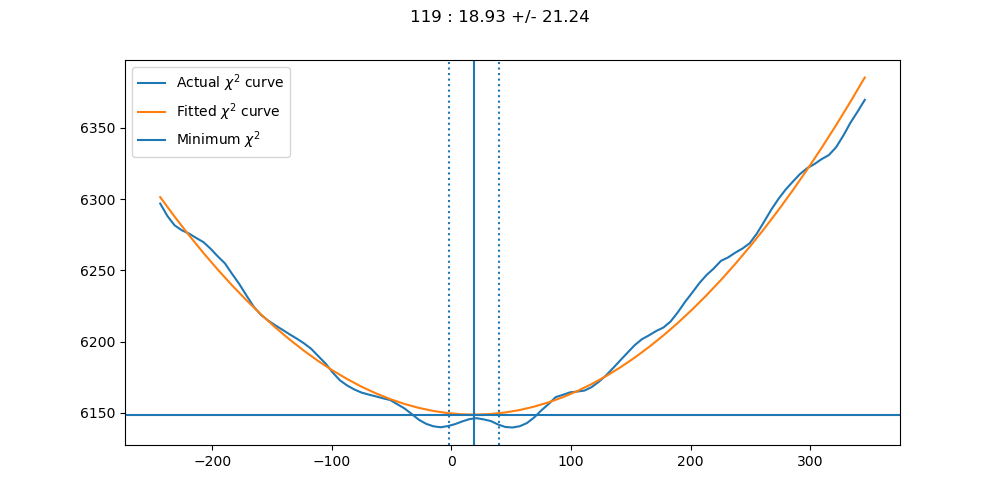 119 : 18.93 +/- 21.24
Actual χ² curve
Fitted χ² curve
Minimum χ²
6350
6300
6250
6200
6150
−200 −100 0 100 200 300